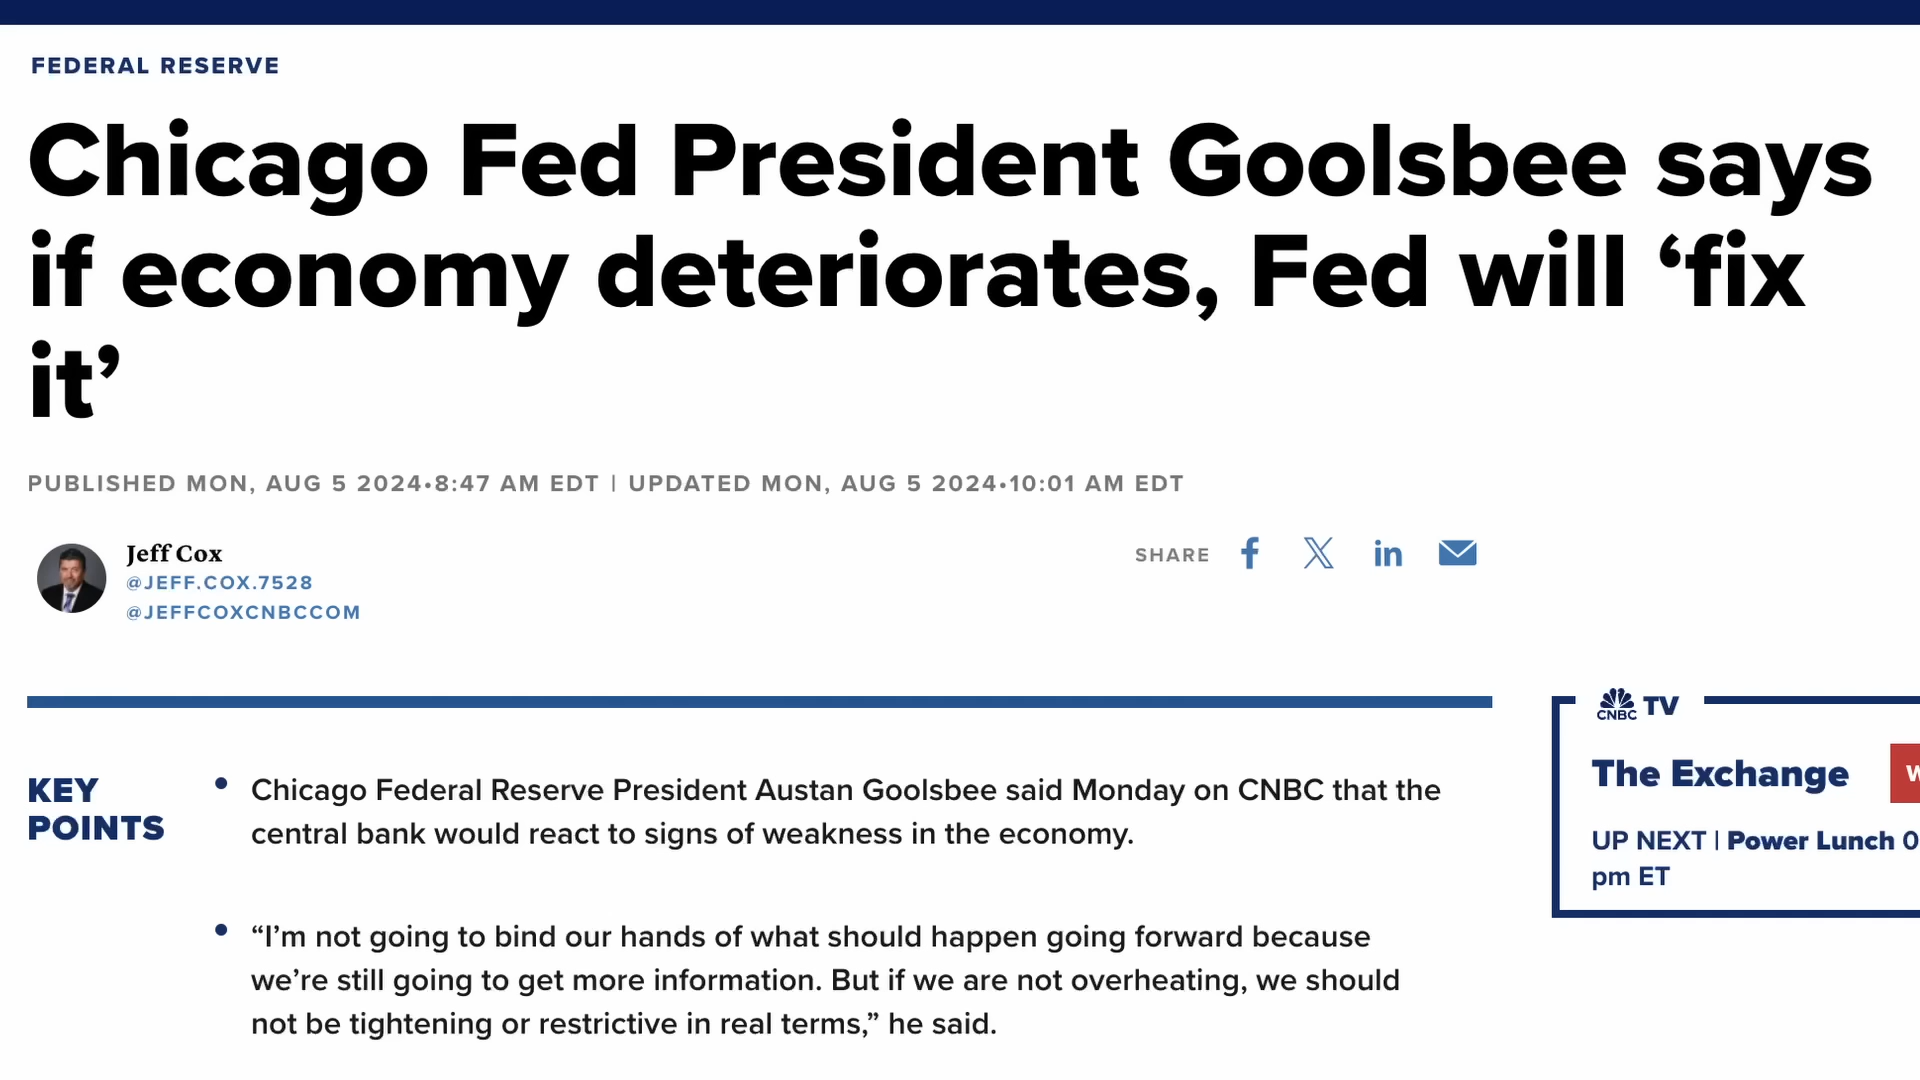 FEDERAL RESERVE
Chicago Fed President Goolsbee says
if economy deteriorates, Fed will ‘fix
it’
PUBLISHED MON, AUG 5 2024•8:47 AM EDT | UPDATED MON, AUG 5 2024•10:01 AM EDT
Jeff Cox
@JEFF.COX.7528
@JEFFCOXCNBCCOM
SHARE
KEY
POINTS
Chicago Federal Reserve President Austan Goolsbee said Monday on CNBC that the
central bank would react to signs of weakness in the economy.
“I’m not going to bind our hands of what should happen going forward because
we’re still going to get more information. But if we are not overheating, we should
not be tightening or restrictive in real terms,” he said.
CNBC TV
The Exchange
UP NEXT | Power Lunch
pm ET